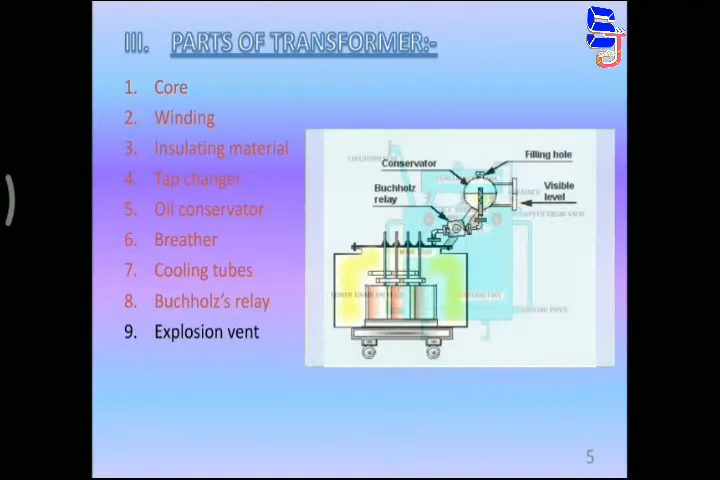 SJ
III. PARTS OF TRANSFORMER:-
1. Core
2. Winding
3. Insulating material
4. Tap changer
5. Oil conservator
6. Breather
7. Cooling tubes
8. Buchholz's relay
9. Explosion vent
Filling hole
Conservator
Buchholz
relay
Visible
level
5